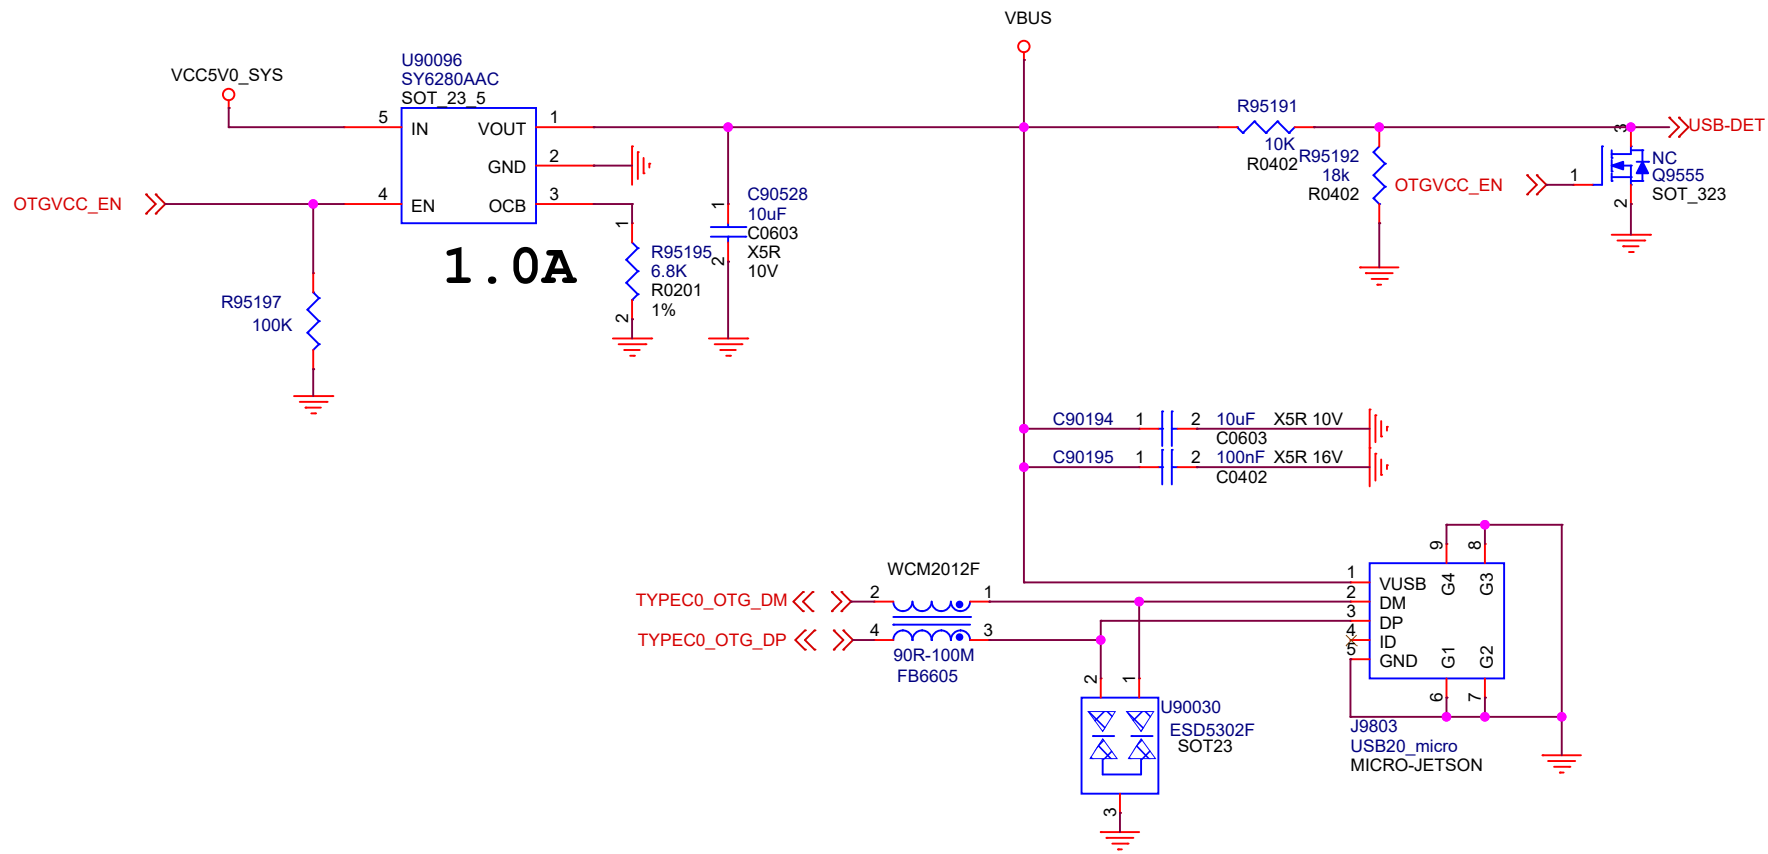 VBUS
U90096
SY6280AAC
SOT_23_5
VCC5V0_SYS
5
IN
VOUT
1
GND
2
4
EN
OCB
3
OTGVCC_EN
1.0A
R95197
100K
1
R95195
6.8K
R0201
1%
2
1
C90528
10uF
C0603
X5R
10V
2
R95191
10K
R0402
R95192
18k
R0402
USB-DET
3
NC
Q9555
SOT_323
OTGVCC_EN
1
2
C90194
1
2
10uF
X5R 10V
C0603
C90195
1
2
100nF
X5R 16V
C0402
WCM2012F
TYPEC0_OTG_DM
2
1
TYPEC0_OTG_DP
4
3
90R-100M
FB6605
2
1
U90030
ESD5302F
SOT23
3
9
8
G4
G3
1
VUSB
2
DM
3
DP
4
ID
5
GND
G1
G2
6
7
J9803
USB20_micro
MICRO-JETSON